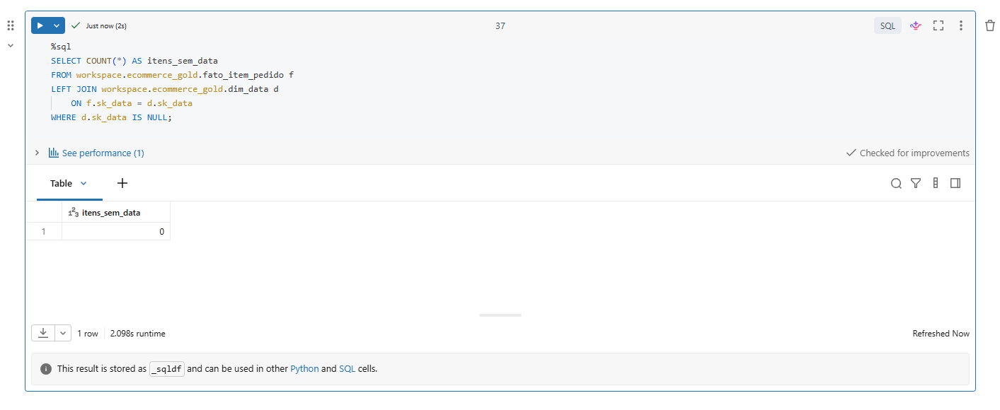 Just now (2s)
37
SQL
%sql
SELECT COUNT(*) AS itens_sem_data
FROM workspace.ecommerce_gold.fato_item_pedido f
LEFT JOIN workspace.ecommerce_gold.dim_data d
    ON f.sk_data = d.sk_data
WHERE d.sk_data IS NULL;
See performance (1)
Checked for improvements
Table
123 itens_sem_data
1 0
1 row 2.098s runtime
Refreshed Now
This result is stored as _sqldf and can be used in other Python and SQL cells.